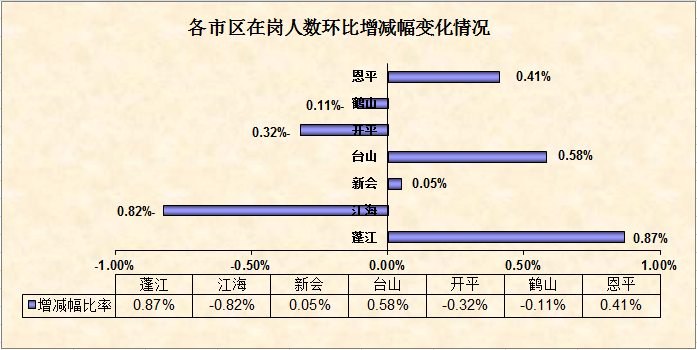 各市区在岗人数环比增减幅变化情况
恩平 0.41%
0.11%- 鹤山
0.32%- 开平
台山 0.58%
新会 0.05%
0.82%- 江海
蓬江 0.87%
-1.00% -0.50% 0.00% 0.50% 1.00%
蓬江 江海 新会 台山 开平 鹤山 恩平
增减幅比率 0.87% -0.82% 0.05% 0.58% -0.32% -0.11% 0.41%